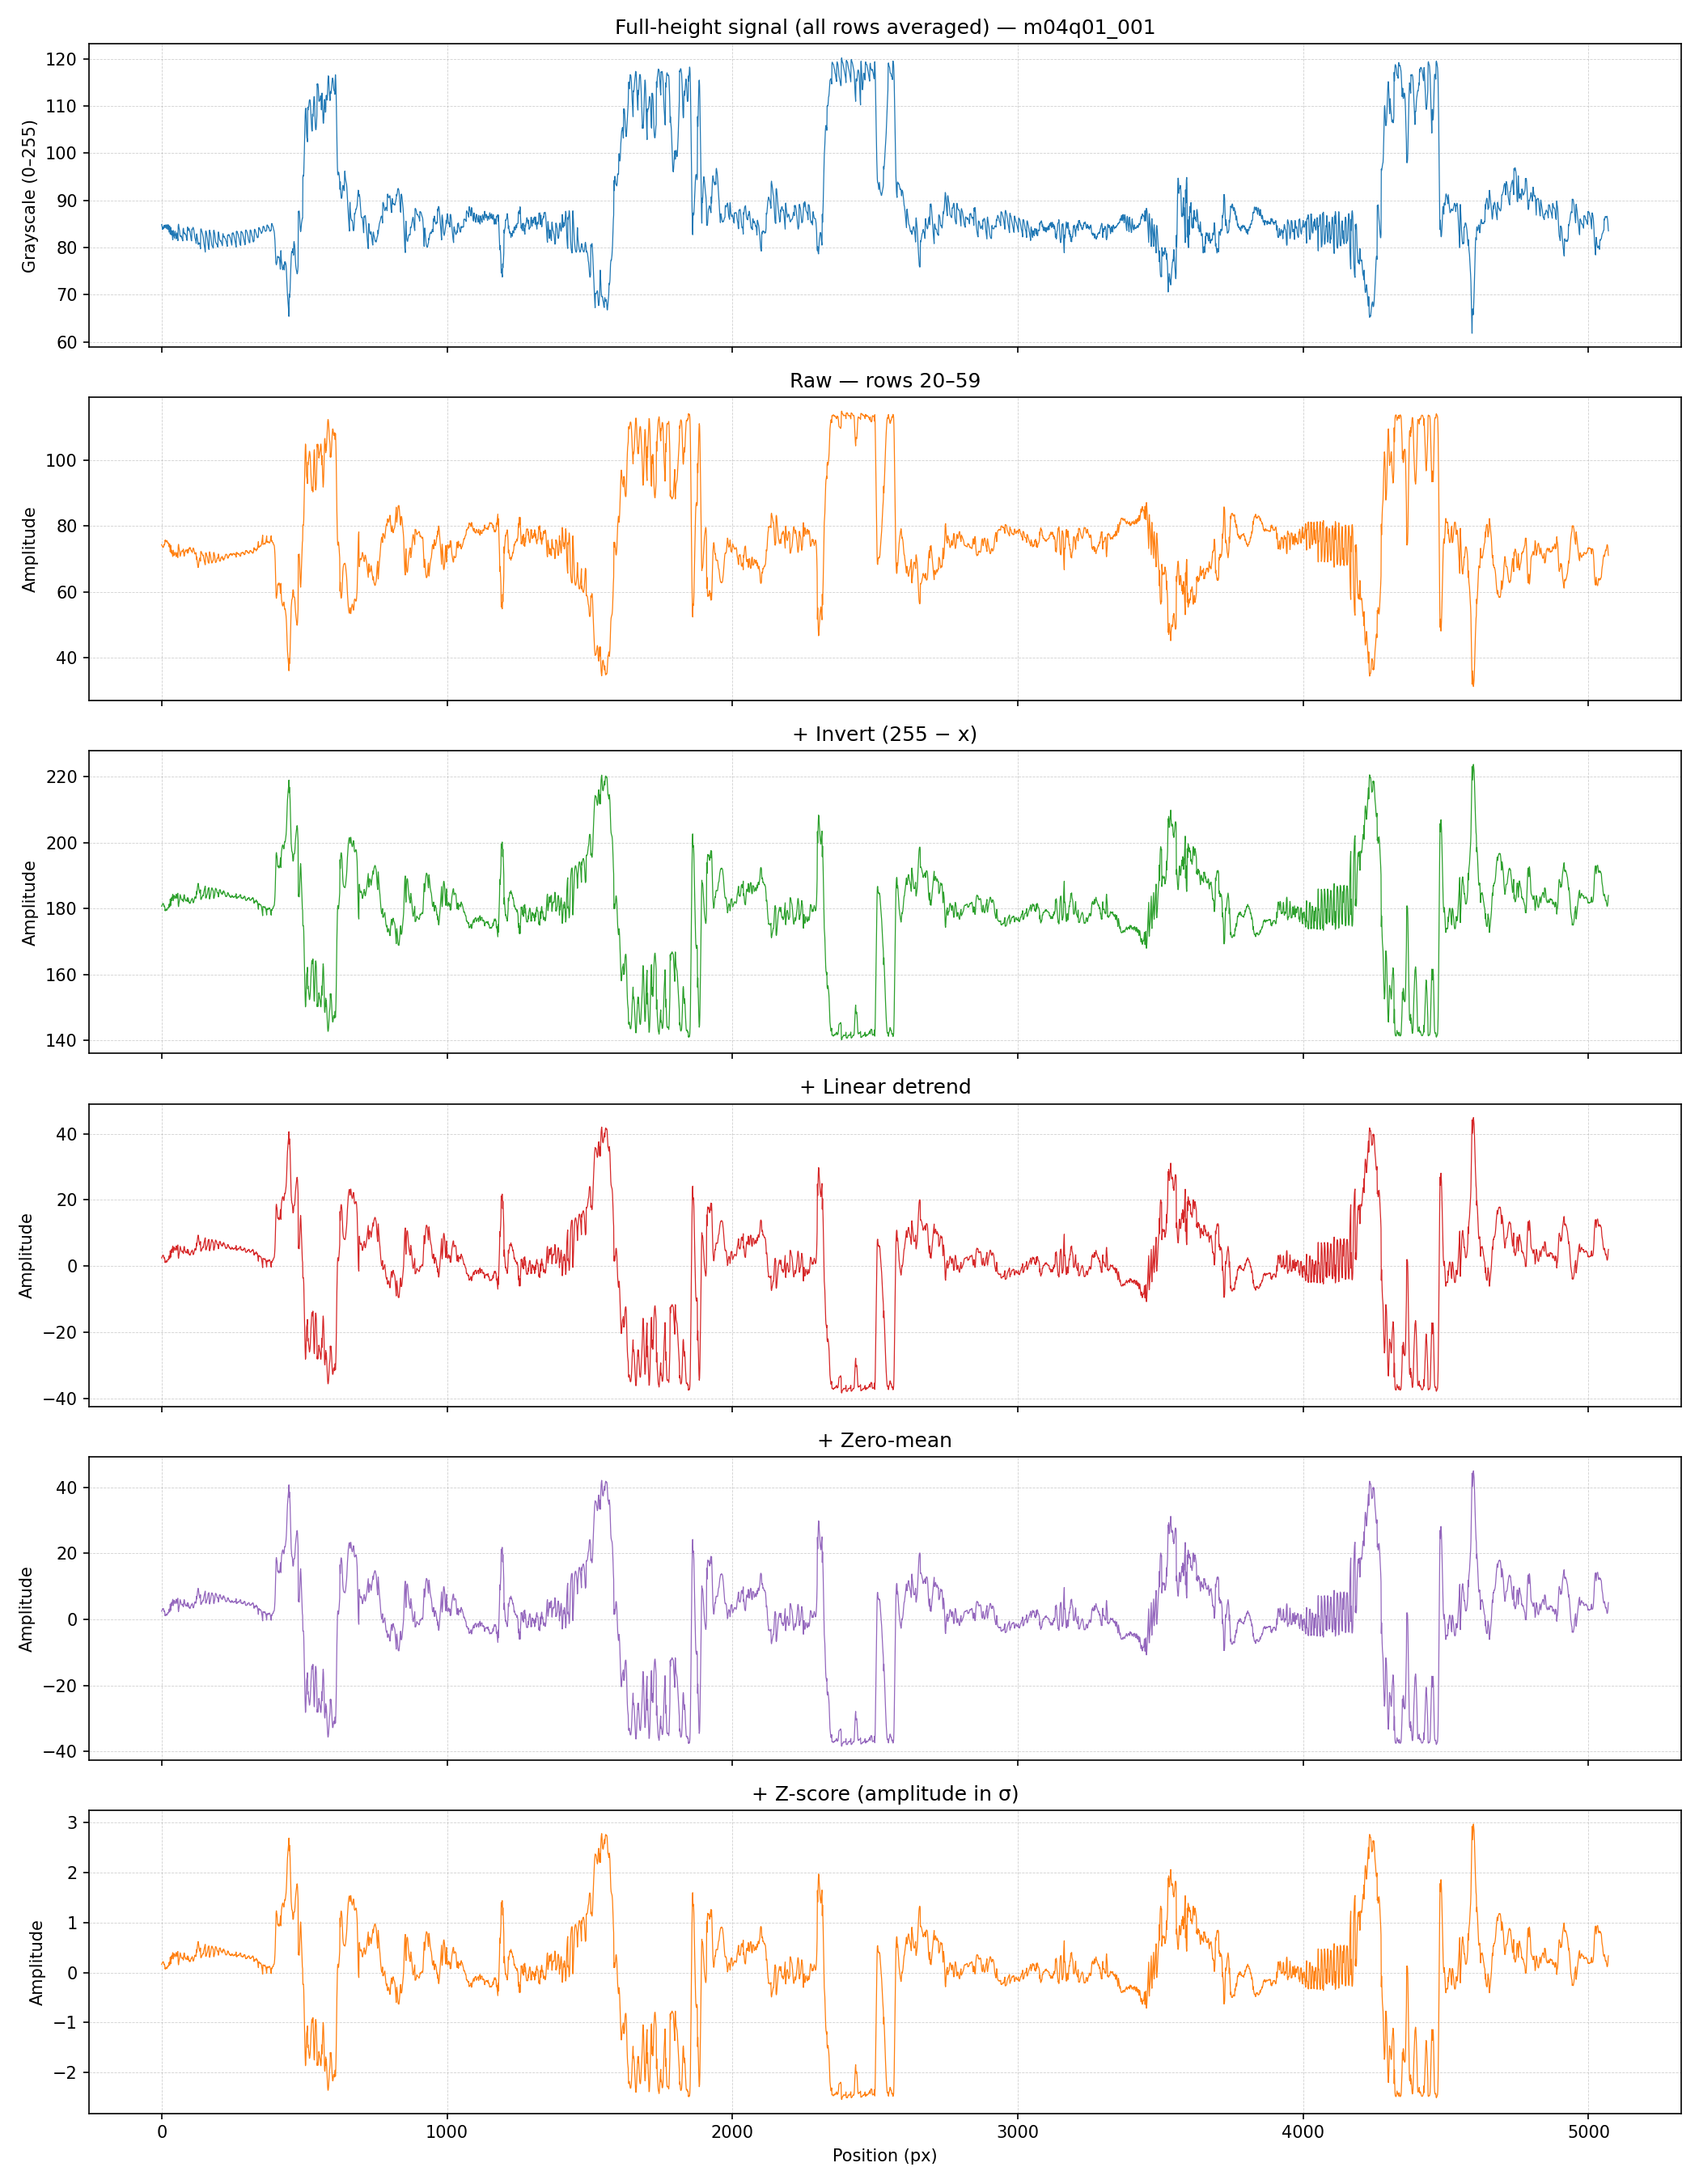 Full-height signal (all rows averaged) — m04q01_001
Grayscale (0–255)
120
110
100
90
80
70
60
Raw — rows 20–59
Amplitude
100
80
60
40
+ Invert (255 − x)
Amplitude
220
200
180
160
140
+ Linear detrend
Amplitude
40
20
0
−20
−40
+ Zero-mean
Amplitude
40
20
0
−20
−40
+ Z-score (amplitude in σ)
Amplitude
3
2
1
0
−1
−2
0 1000 2000 3000 4000 5000
Position (px)